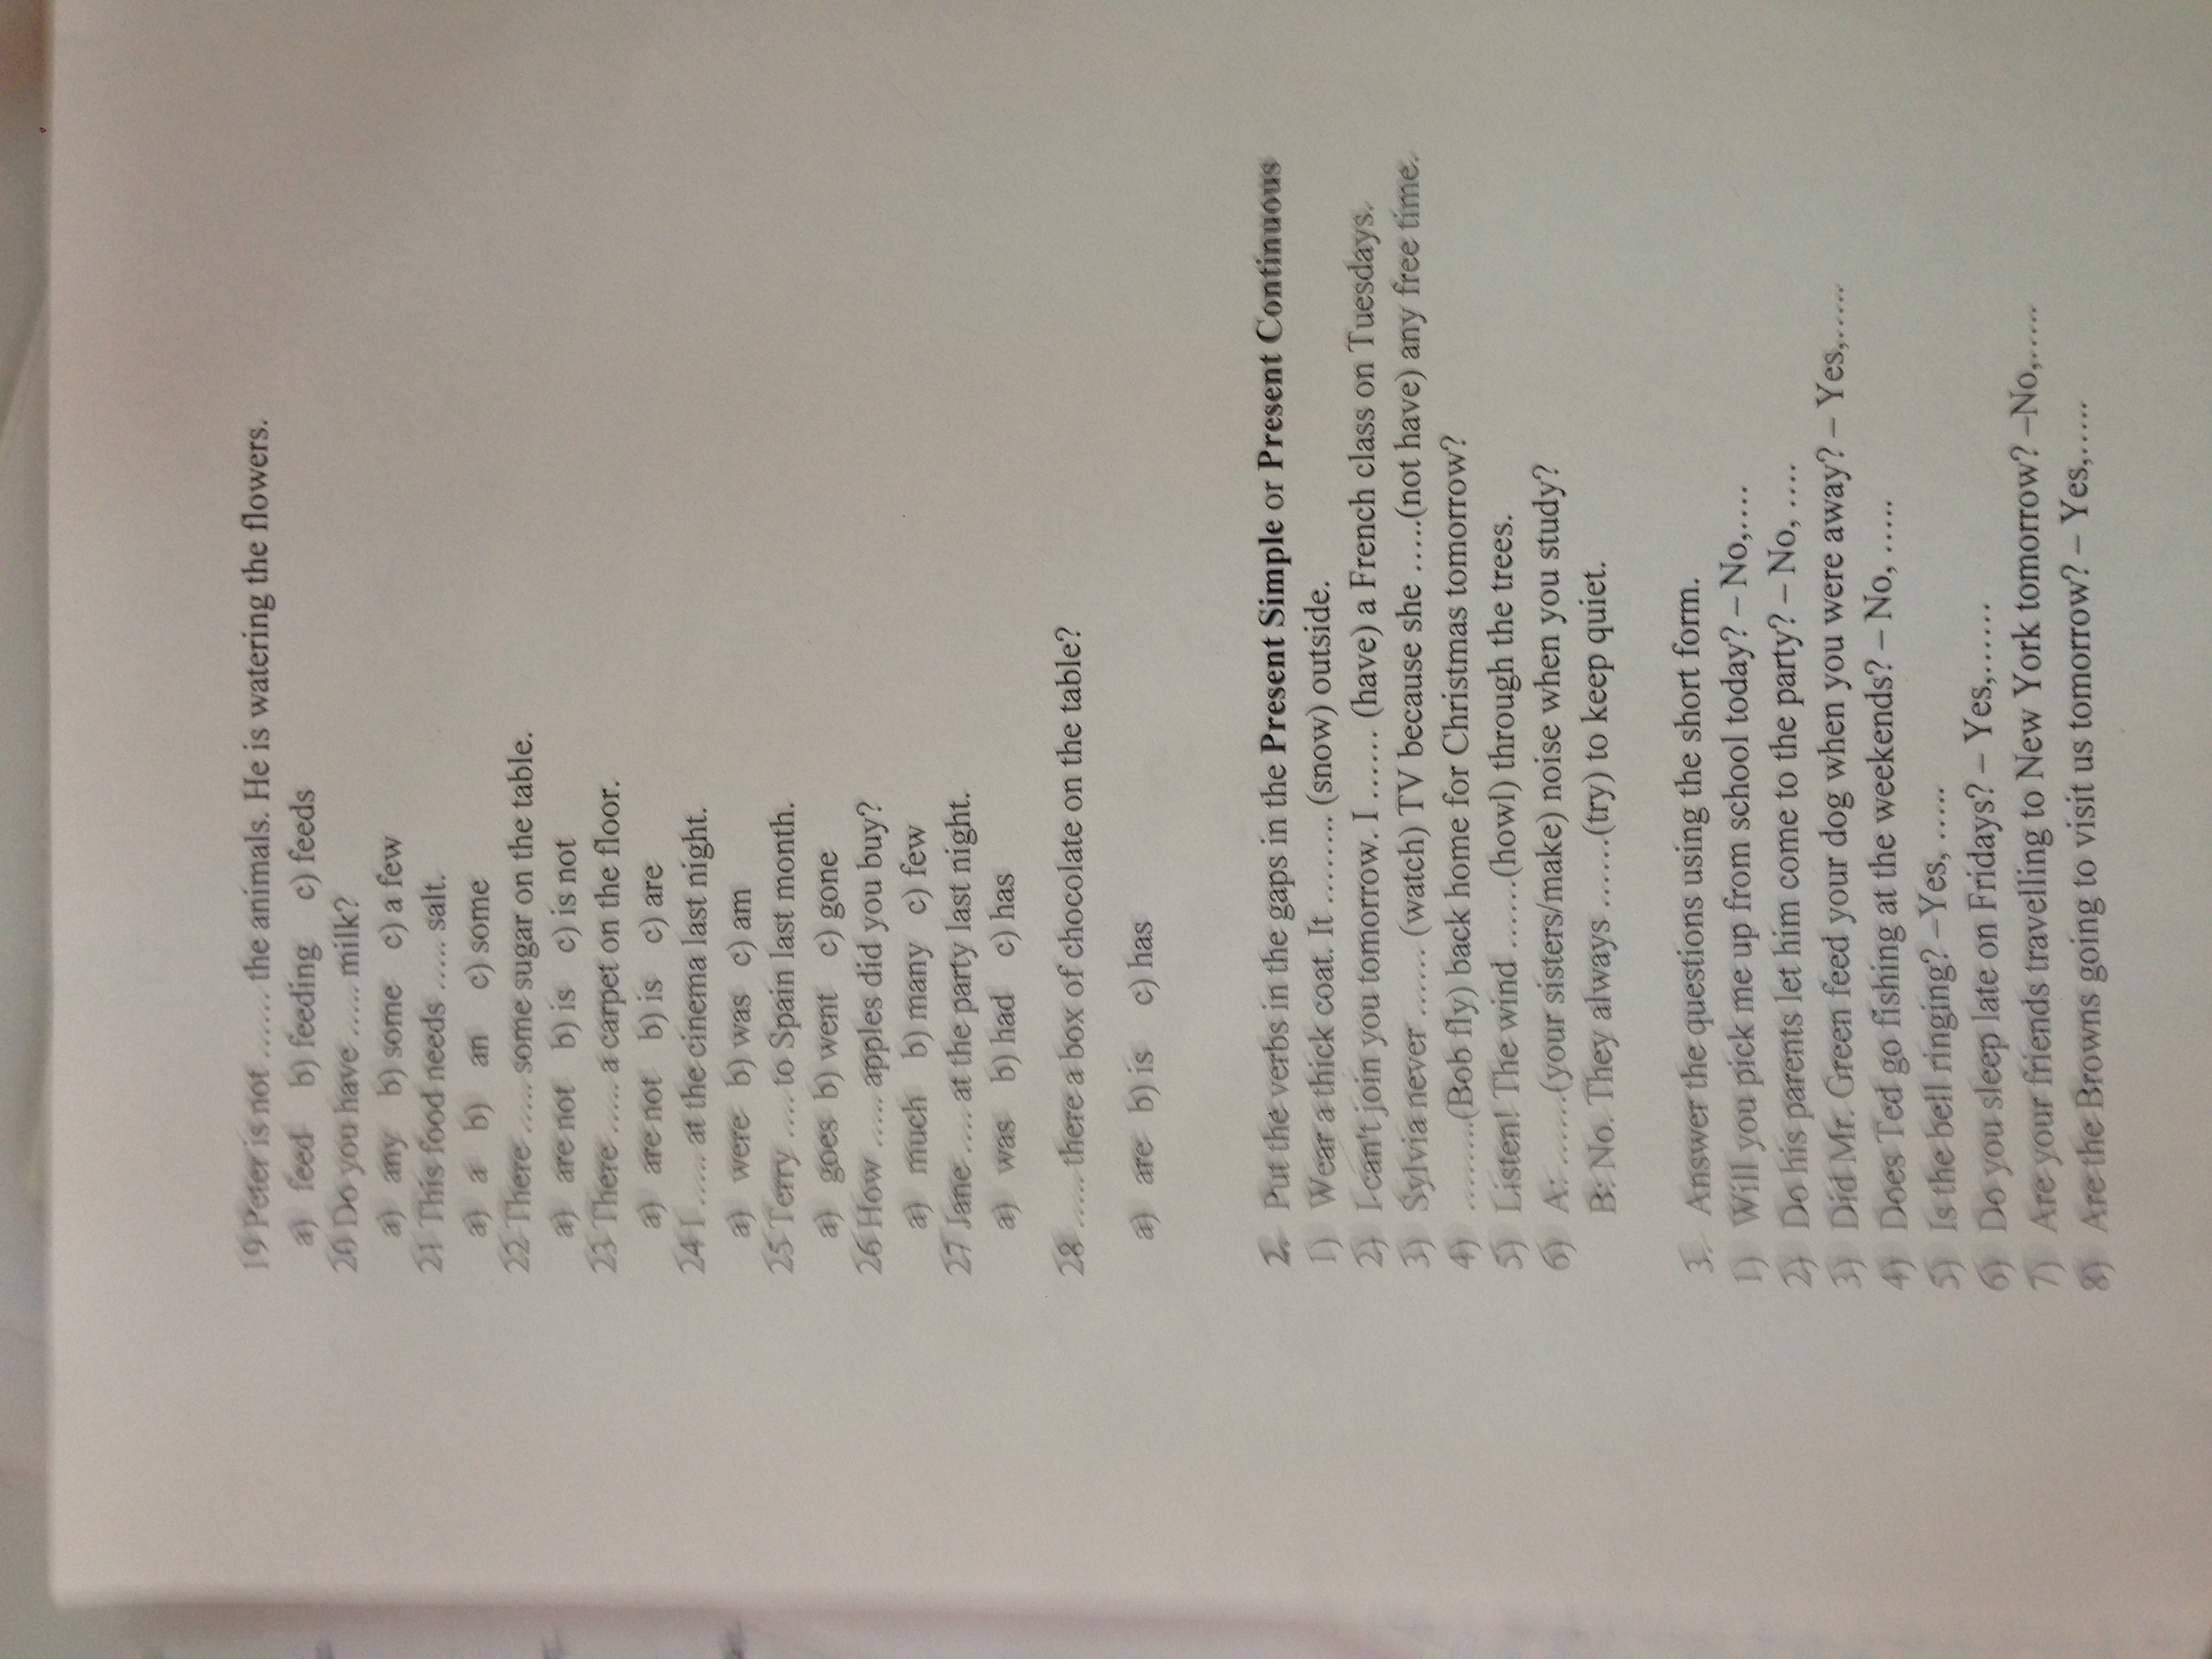 19 Peter is not …… the animals. He is watering the flowers.
a) feed b) feeding c) feeds
20 Do you have ….. milk?
a) any b) some c) a few
21 This food needs ….. salt.
a) a b) an c) some
22 There ….. some sugar on the table.
a) are not b) is c) is not
23 There ….. a carpet on the floor.
a) are not b) is c) are
24 I ….. at the cinema last night.
a) were b) was c) am
25 Terry …. to Spain last month.
a) goes b) went c) gone
26 How ….. apples did you buy?
a) much b) many c) few
27 Jane …. at the party last night.
a) was b) had c) has
28 …… there a box of chocolate on the table?
a) are b) is c) has
2. Put the verbs in the gaps in the Present Simple or Present Continuous
1) Wear a thick coat. It ……… (snow) outside.
2) I can't join you tomorrow. I …… (have) a French class on Tuesdays.
3) Sylvia never ……. (watch) TV because she …..(not have) any free time.
4) ……..(Bob fly) back home for Christmas tomorrow?
5) Listen! The wind …….(howl) through the trees.
6) A:……..(your sisters/make) noise when you study?
B: No. They always …….(try) to keep quiet.
3. Answer the questions using the short form.
1) Will you pick me up from school today? – No,….
2) Do his parents let him come to the party? – No, ….
3) Did Mr. Green feed your dog when you were away? – Yes,…..
4) Does Ted go fishing at the weekends? – No, …..
5) Is the bell ringing? –Yes, …..
6) Do you sleep late on Fridays? – Yes,……
7) Are your friends travelling to New York tomorrow? –No,…..
8) Are the Browns going to visit us tomorrow? – Yes,…..